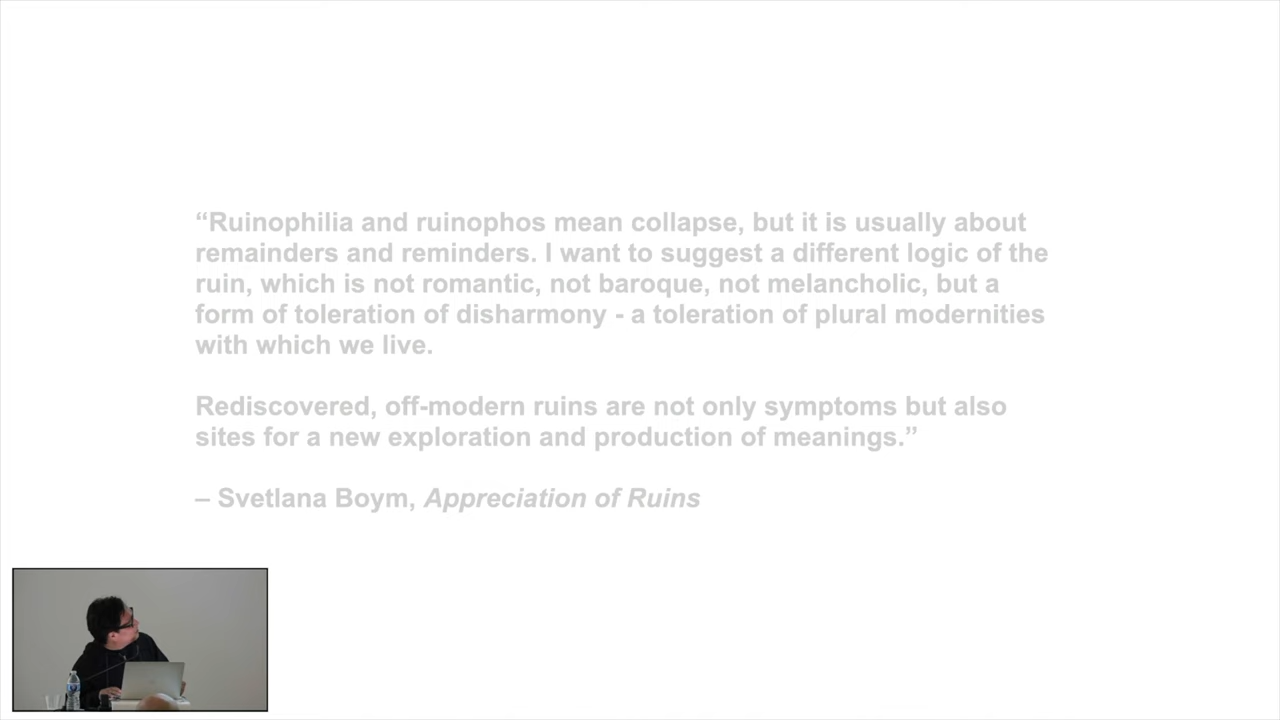 “Ruinophilia and ruinophos mean collapse, but it is usually about
remainders and reminders. I want to suggest a different logic of the
ruin, which is not romantic, not baroque, not melancholic, but a
form of toleration of disharmony - a toleration of plural modernities
with which we live.
Rediscovered, off-modern ruins are not only symptoms but also
sites for a new exploration and production of meanings.”
– Svetlana Boym, Appreciation of Ruins